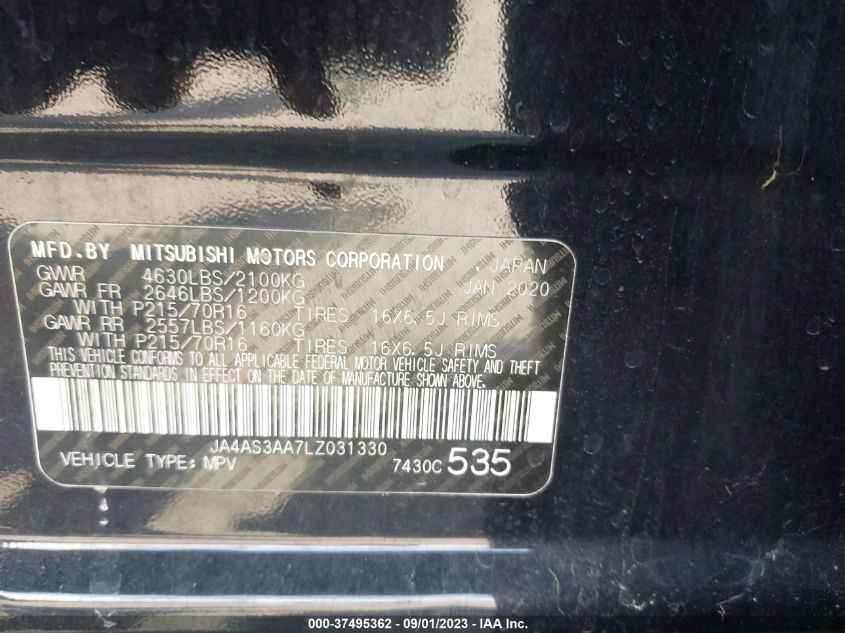 MFD.BY MITSUBISHI MOTORS CORPORATION JAPAN
GWWR 4630LBS/2100KG JAN 2020
GAWR FR 2646LBS/1200KG
WITH P215/70R16 TIRES 16X6.5J RIMS
GAWR RR 2557LBS/1160KG
WITH P215/70R16 TIRES 16X6.5J RIMS
THIS VEHICLE CONFORMS TO ALL APPLICABLE FEDERAL MOTOR VEHICLE SAFETY AND THEFT
PREVENTION STANDARDS IN EFFECT ON THE DATE OF MANUFACTURE SHOWN ABOVE.
JA4AS3AA7LZ031330
VEHICLE TYPE:MPV 7430C 535
000-37495362 - 09/01/2023 - IAA Inc.